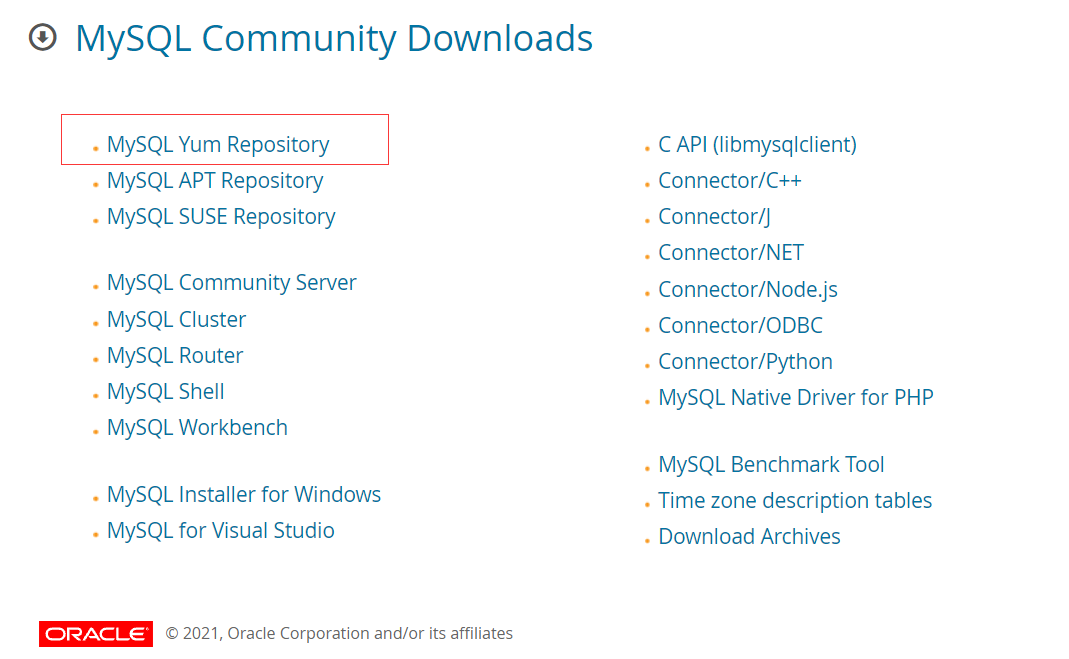 MySQL Community Downloads
MySQL Yum Repository
MySQL APT Repository
MySQL SUSE Repository
MySQL Community Server
MySQL Cluster
MySQL Router
MySQL Shell
MySQL Workbench
MySQL Installer for Windows
MySQL for Visual Studio
C API (libmysqlclient)
Connector/C++
Connector/J
Connector/NET
Connector/Node.js
Connector/ODBC
Connector/Python
MySQL Native Driver for PHP
MySQL Benchmark Tool
Time zone description tables
Download Archives
ORACLE® © 2021, Oracle Corporation and/or its affiliates